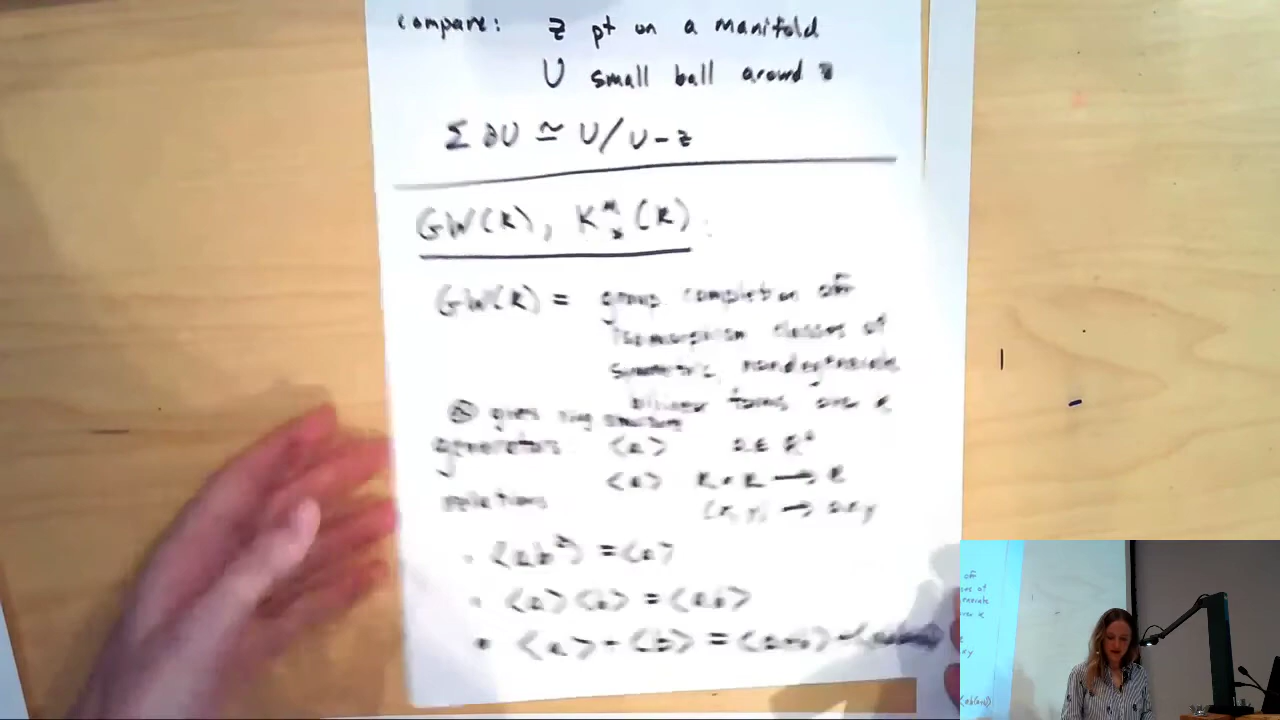 compare: z pt on a manifold
U small ball around z
Σ ∂U ≃ U/U-z
GW(k), K^M_*(k):
GW(k) = group completion of
isomorphism classes of
symmetric, nondegenerate
bilinear forms over k
⊗ gives ring structure
generators <a> a ∈ k*
<a> k × k → k
relations (x, y) → axy
· <ab²> = <a>
· <a><b> = <ab>
· <a> + <b> = <a+b> +